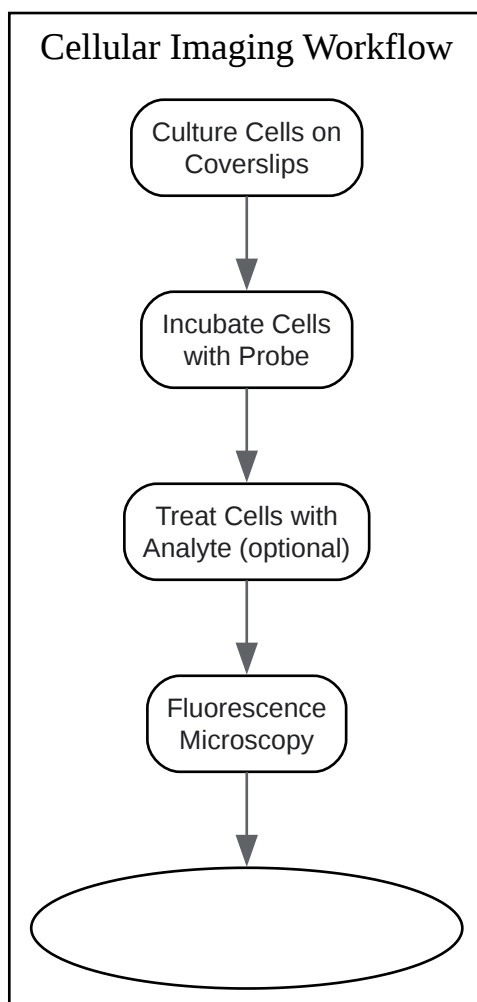 Cellular Imaging Workflow
Culture Cells on
Coverslips
Incubate Cells
with Probe
Treat Cells with
Analyte (optional)
Fluorescence
Microscopy